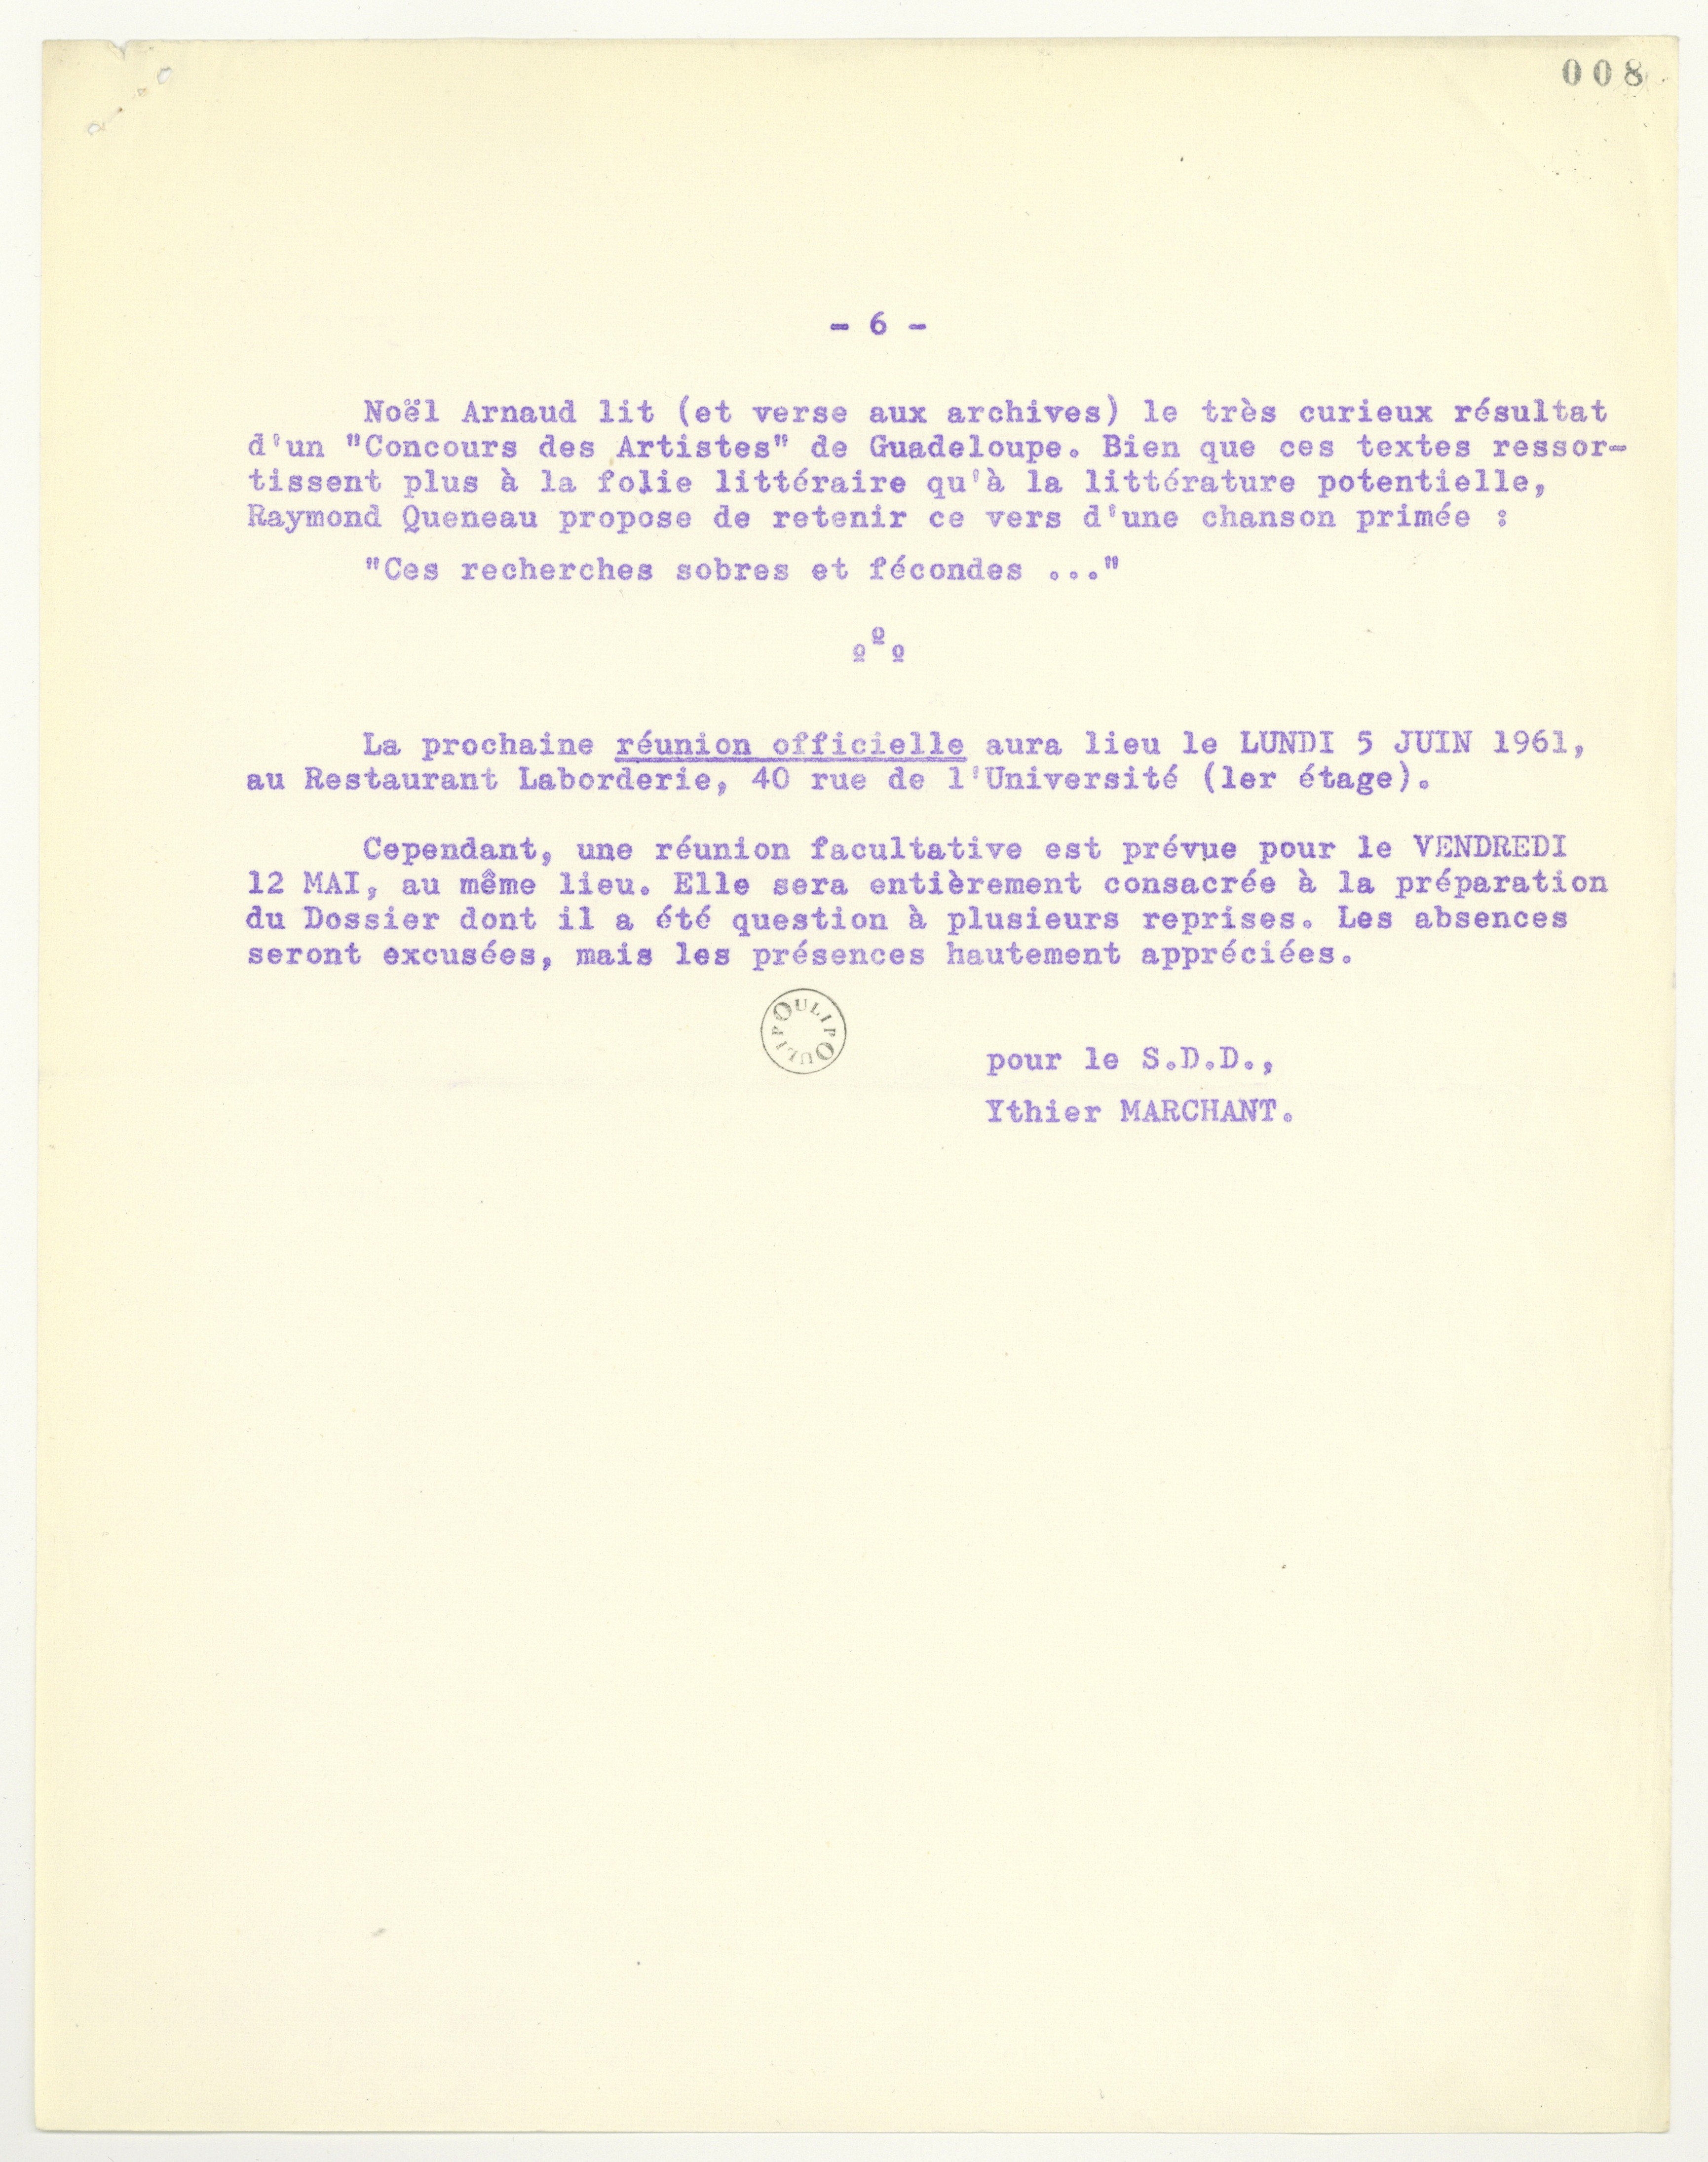 008
- 6 -
Noël Arnaud lit (et verse aux archives) le très curieux résultat
d'un "Concours des Artistes" de Guadeloupe. Bien que ces textes ressor-
tissent plus à la folie littéraire qu'à la littérature potentielle,
Raymond Queneau propose de retenir ce vers d'une chanson primée :
"Ces recherches sobres et fécondes ..."
o
o o
La prochaine réunion officielle aura lieu le LUNDI 5 JUIN 1961,
au Restaurant Laborderie, 40 rue de l'Université (1er étage).
Cependant, une réunion facultative est prévue pour le VENDREDI
12 MAI, au même lieu. Elle sera entièrement consacrée à la préparation
du Dossier dont il a été question à plusieurs reprises. Les absences
seront excusées, mais les présences hautement appréciées.
OULIPOULIP
pour le S.D.D.,
Ythier MARCHANT.